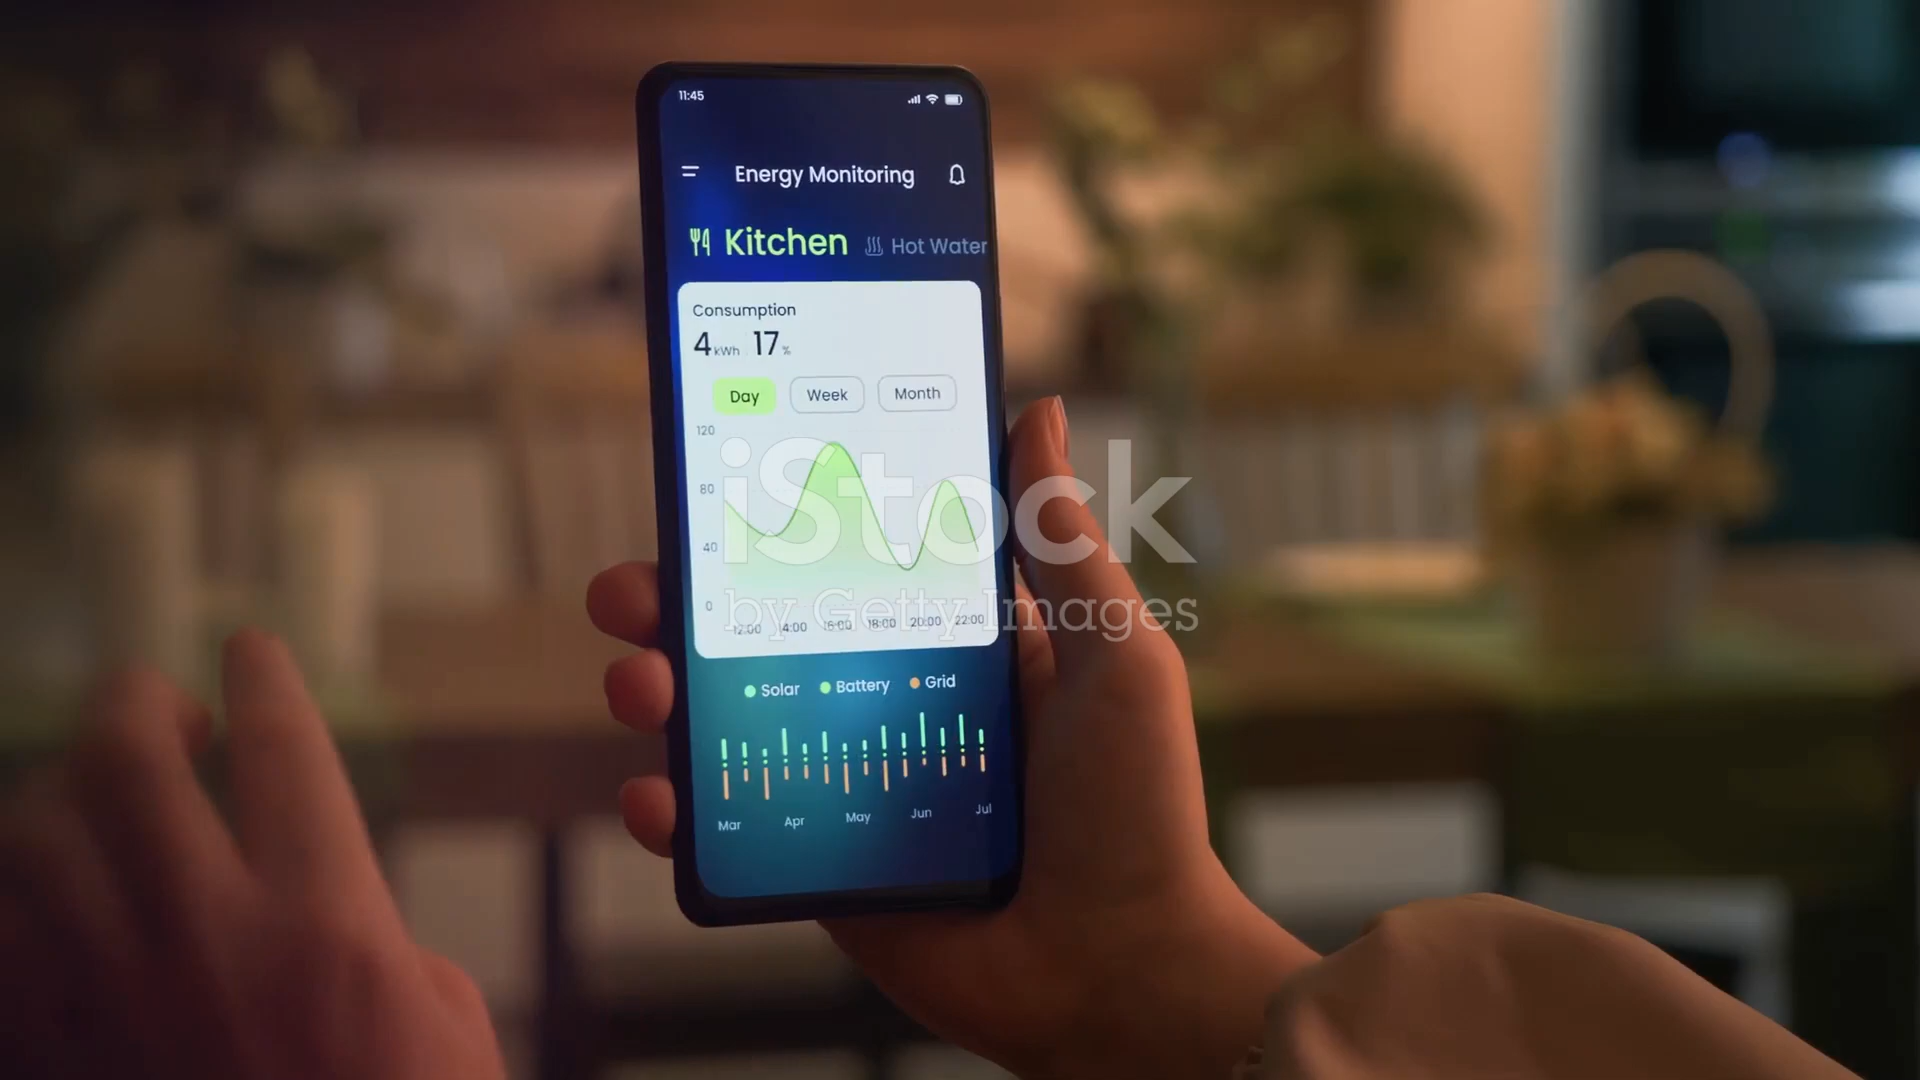 11:45
Energy Monitoring
Kitchen Hot Water
Consumption
4 kWh 17 %
Day Week Month
120
80
40
0
12:00 14:00 16:00 18:00 20:00 22:00
iStock
by Getty Images
Solar Battery Grid
Mar Apr May Jun Jul